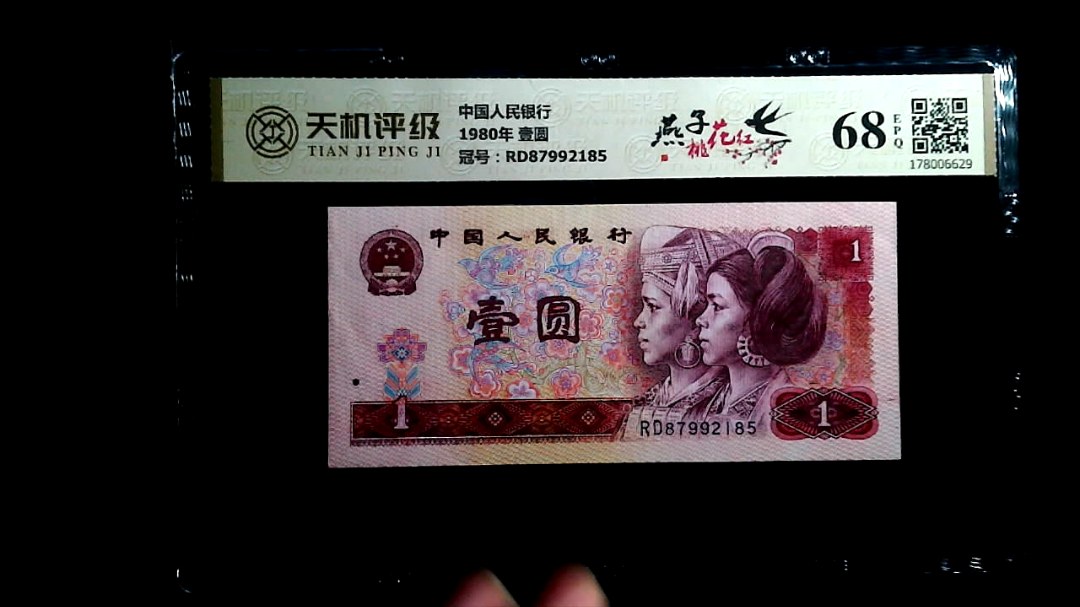 天机评级
TIAN JI PING JI
中国人民银行
1980年 壹圆
冠号：RD87992185
燕子
桃花红
68
EPQ
178006629
中国人民银行
1
壹圆
1
RD87992185
1